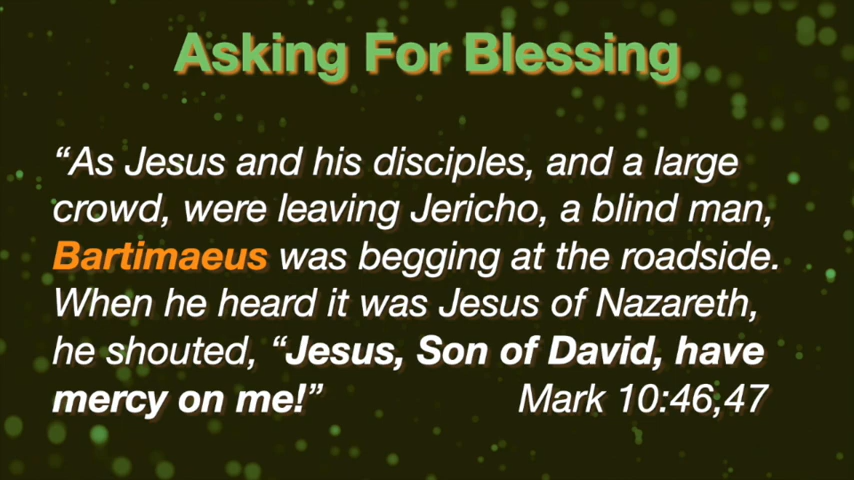 Asking For Blessing
“As Jesus and his disciples, and a large
crowd, were leaving Jericho, a blind man,
Bartimaeus was begging at the roadside.
When he heard it was Jesus of Nazareth,
he shouted, “Jesus, Son of David, have
mercy on me!” Mark 10:46,47